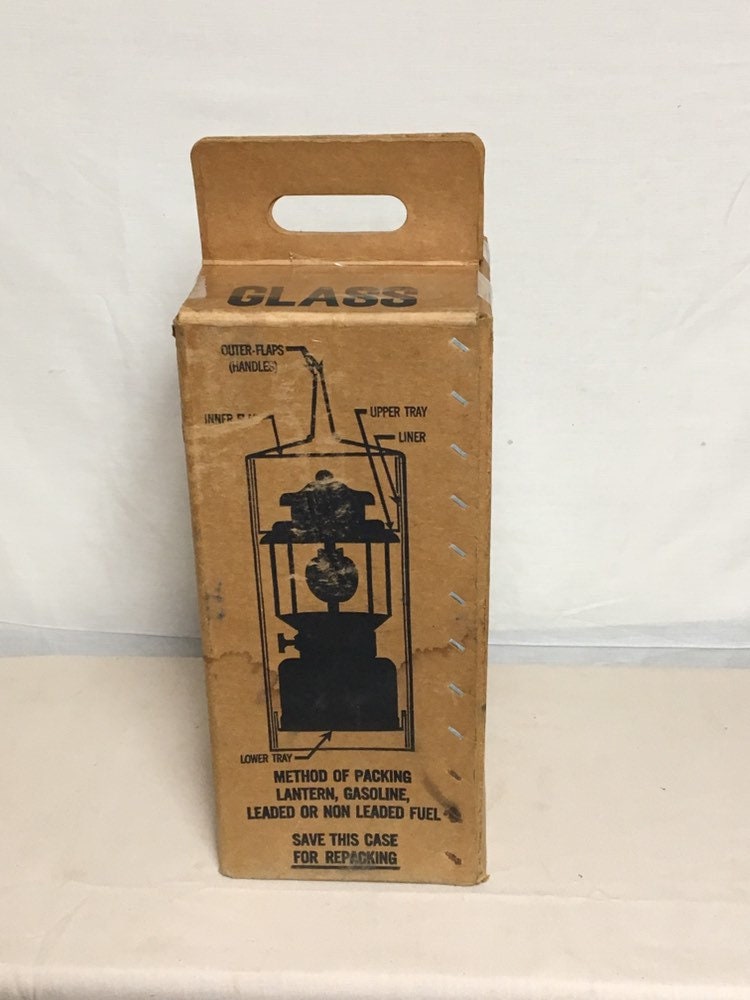 GLASS
OUTER-FLAPS
(HANDLES)
INNER
UPPER TRAY
LINER
LOWER TRAY
METHOD OF PACKING
LANTERN, GASOLINE,
LEADED OR NON LEADED FUEL
SAVE THIS CASE
FOR REPACKING